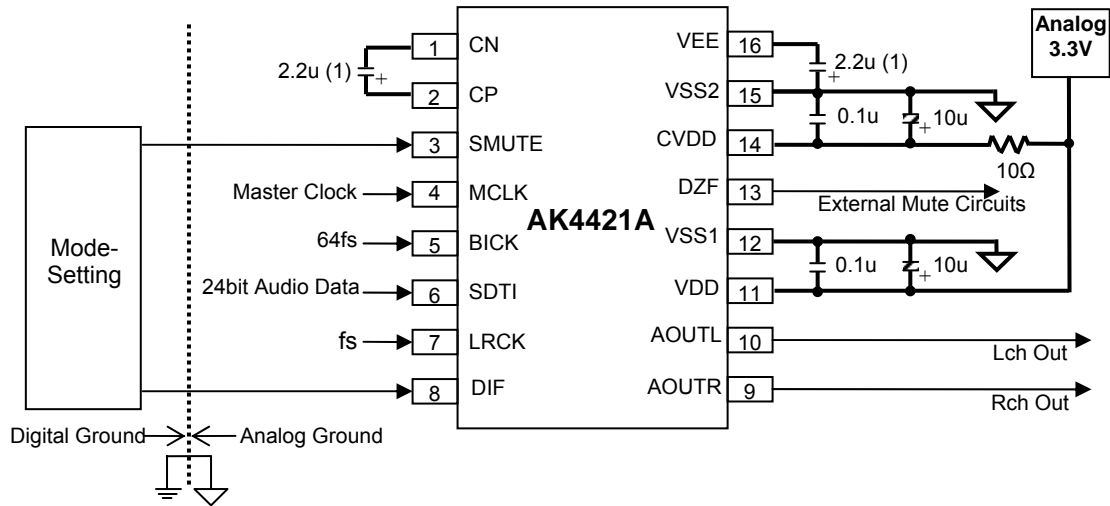 Analog
3.3V
1
CN
VEE
16
2.2u (1)
+
2.2u (1)
+
2
CP
VSS2
15
0.1u
+
10u
3
SMUTE
CVDD
14
10Ω
Master Clock
4
MCLK
DZF
13
External Mute Circuits
AK4421A
Mode-
Setting
64fs
5
BICK
VSS1
12
0.1u
+
10u
24bit Audio Data
6
SDTI
VDD
11
fs
7
LRCK
AOUTL
10
Lch Out
8
DIF
AOUTR
9
Rch Out
Digital Ground
Analog Ground